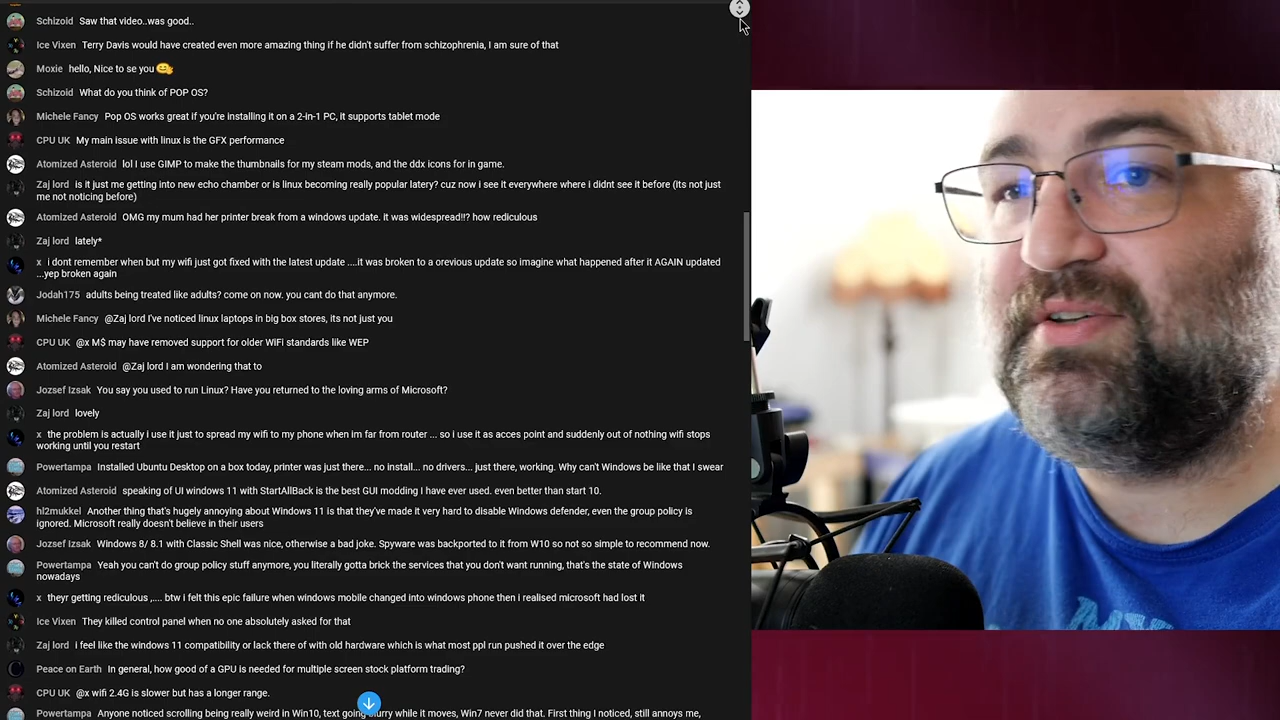 Schizoid Saw that video..was good..
Ice Vixen Terry Davis would have created even more amazing thing if he didn't suffer from schizophrenia, I am sure of that
Moxie hello, Nice to se you
Schizoid What do you think of POP OS?
Michele Fancy Pop OS works great if you're installing it on a 2-in-1 PC, it supports tablet mode
CPU UK My main issue with linux is the GFX performance
Atomized Asteroid lol I use GIMP to make the thumbnails for my steam mods, and the ddx icons for in game.
Zaj lord is it just me getting into new echo chamber or is linux becoming really popular latery? cuz now i see it everywhere where i didnt see it before (its not just
me not noticing before)
Atomized Asteroid OMG my mum had her printer break from a windows update. it was widespread!!? how rediculous
Zaj lord lately*
x i dont remember when but my wifi just got fixed with the latest update ....it was broken to a orevious update so imagine what happened after it AGAIN updated
...yep broken again
Jodah175 adults being treated like adults? come on now. you cant do that anymore.
Michele Fancy @Zaj lord I've noticed linux laptops in big box stores, its not just you
CPU UK @x M$ may have removed support for older WiFi standards like WEP
Atomized Asteroid @Zaj lord I am wondering that to
Jozsef Izsak You say you used to run Linux? Have you returned to the loving arms of Microsoft?
Zaj lord lovely
x the problem is actually i use it just to spread my wifi to my phone when im far from router ... so i use it as acces point and suddenly out of nothing wifi stops
working until you restart
Powertampa Installed Ubuntu Desktop on a box today, printer was just there... no install... no drivers... just there, working. Why can't Windows be like that I swear
Atomized Asteroid speaking of UI windows 11 with StartAllBack is the best GUI modding I have ever used. even better than start 10.
hl2mukkel Another thing that's hugely annoying about Windows 11 is that they've made it very hard to disable Windows defender, even the group policy is
ignored. Microsoft really doesn't believe in their users
Jozsef Izsak Windows 8/ 8.1 with Classic Shell was nice, otherwise a bad joke. Spyware was backported to it from W10 so not so simple to recommend now.
Powertampa Yeah you can't do group policy stuff anymore, you literally gotta brick the services that you don't want running, that's the state of Windows
nowadays
x theyr getting rediculous ,.... btw i felt this epic failure when windows mobile changed into windows phone then i realised microsoft had lost it
Ice Vixen They killed control panel when no one absolutely asked for that
Zaj lord i feel like the windows 11 compatibility or lack there of with old hardware which is what most ppl run pushed it over the edge
Peace on Earth In general, how good of a GPU is needed for multiple screen stock platform trading?
CPU UK @x wifi 2.4G is slower but has a longer range.
Powertampa Anyone noticed scrolling being really weird in Win10, text going blurry while it moves, Win7 never did that. First thing I noticed, still annoys me,